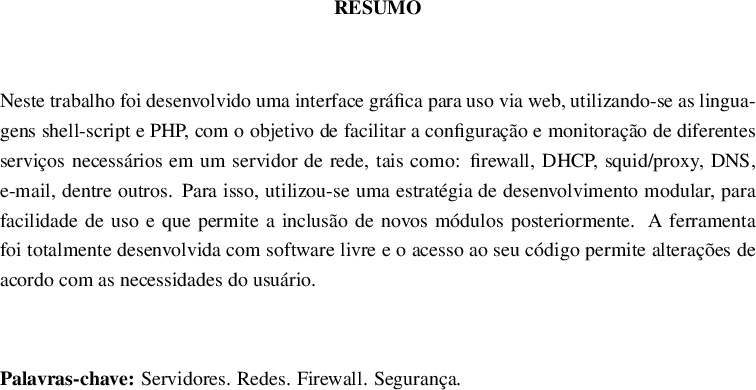 RESUMO
Neste trabalho foi desenvolvido uma interface gráfica para uso via web, utilizando-se as lingua-
gens shell-script e PHP, com o objetivo de facilitar a configuração e monitoração de diferentes
serviços necessários em um servidor de rede, tais como: firewall, DHCP, squid/proxy, DNS,
e-mail, dentre outros. Para isso, utilizou-se uma estratégia de desenvolvimento modular, para
facilidade de uso e que permite a inclusão de novos módulos posteriormente. A ferramenta
foi totalmente desenvolvida com software livre e o acesso ao seu código permite alterações de
acordo com as necessidades do usuário.
Palavras-chave: Servidores. Redes. Firewall. Segurança.